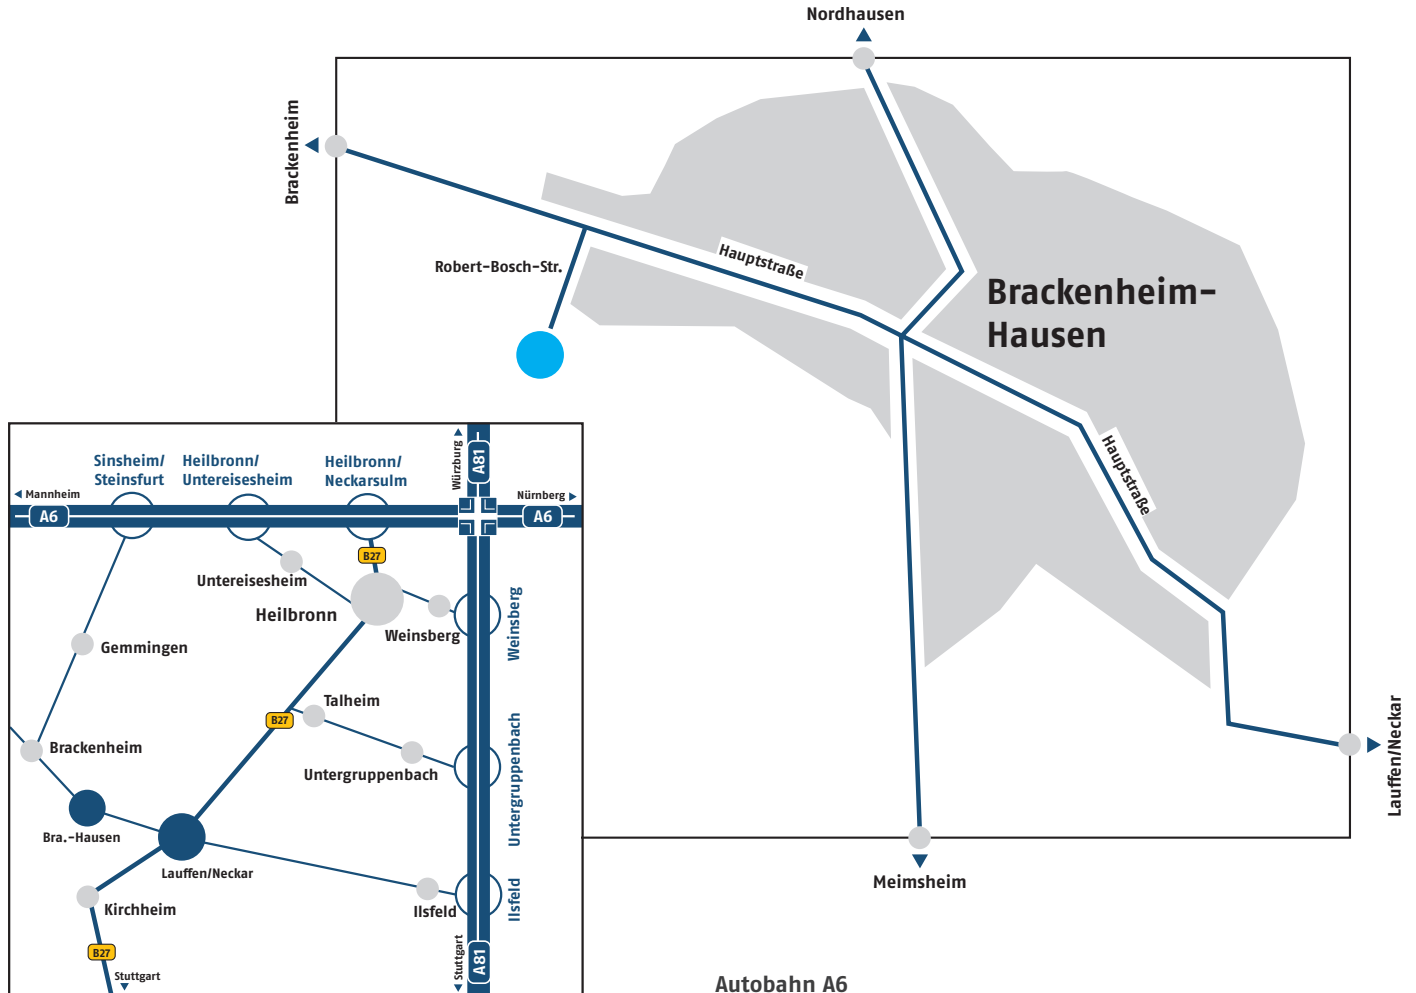 Nordhausen
Brackenheim
Robert-Bosch-Str.
Hauptstraße
Brackenheim-
Hausen
Hauptstraße
Lauffen/Neckar
Meimsheim
Sinsheim/
Steinsfurt
Heilbronn/
Untereisesheim
Heilbronn/
Neckarsulm
Würzburg
A81
Mannheim
A6
Nürnberg
A6
B27
Untereisesheim
Heilbronn
Weinsberg
Weinsberg
Gemmingen
Talheim
B27
Untergruppenbach
Untergruppenbach
Brackenheim
Bra.-Hausen
Lauffen/Neckar
Kirchheim
Ilsfeld
Ilsfeld
B27
Stuttgart
Stuttgart
A81
Autobahn A6